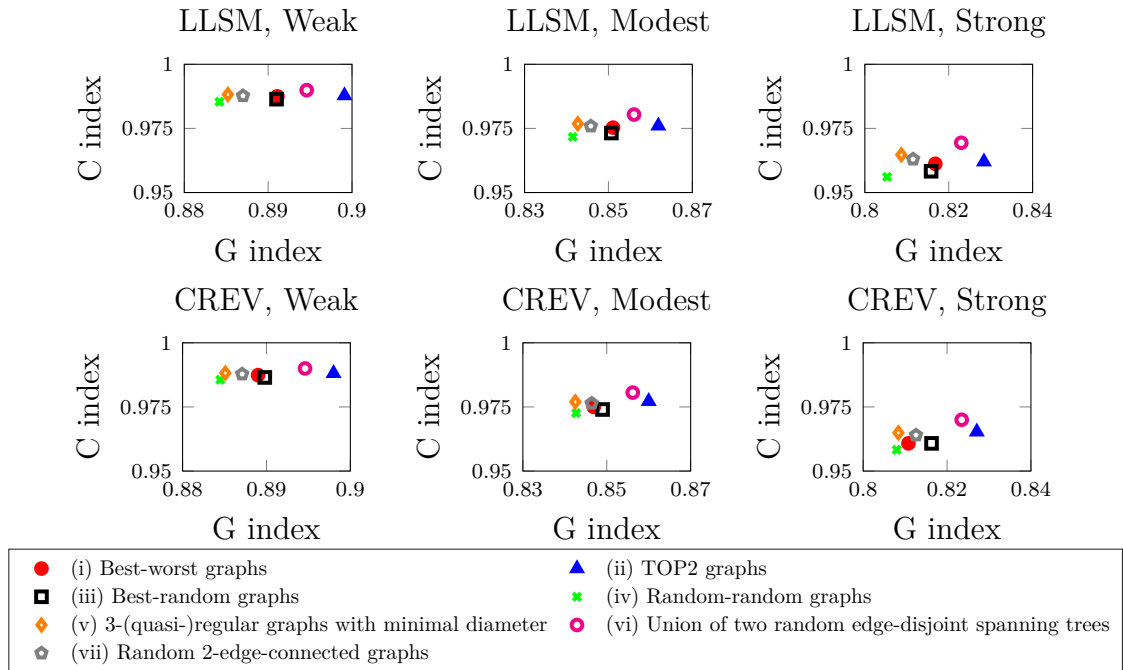 LLSM, Weak
LLSM, Modest
LLSM, Strong
1
0.975
0.95
0.88
0.89
0.9
G index
C index
1
0.975
0.95
0.83
0.85
0.87
G index
C index
1
0.975
0.95
0.8
0.82
0.84
G index
C index
CREV, Weak
CREV, Modest
CREV, Strong
1
0.975
0.95
0.88
0.89
0.9
G index
C index
1
0.975
0.95
0.83
0.85
0.87
G index
C index
1
0.975
0.95
0.8
0.82
0.84
G index
C index
(i) Best-worst graphs
(ii) TOP2 graphs
(iii) Best-random graphs
(iv) Random-random graphs
(v) 3-(quasi-)regular graphs with minimal diameter
(vi) Union of two random edge-disjoint spanning trees
(vii) Random 2-edge-connected graphs